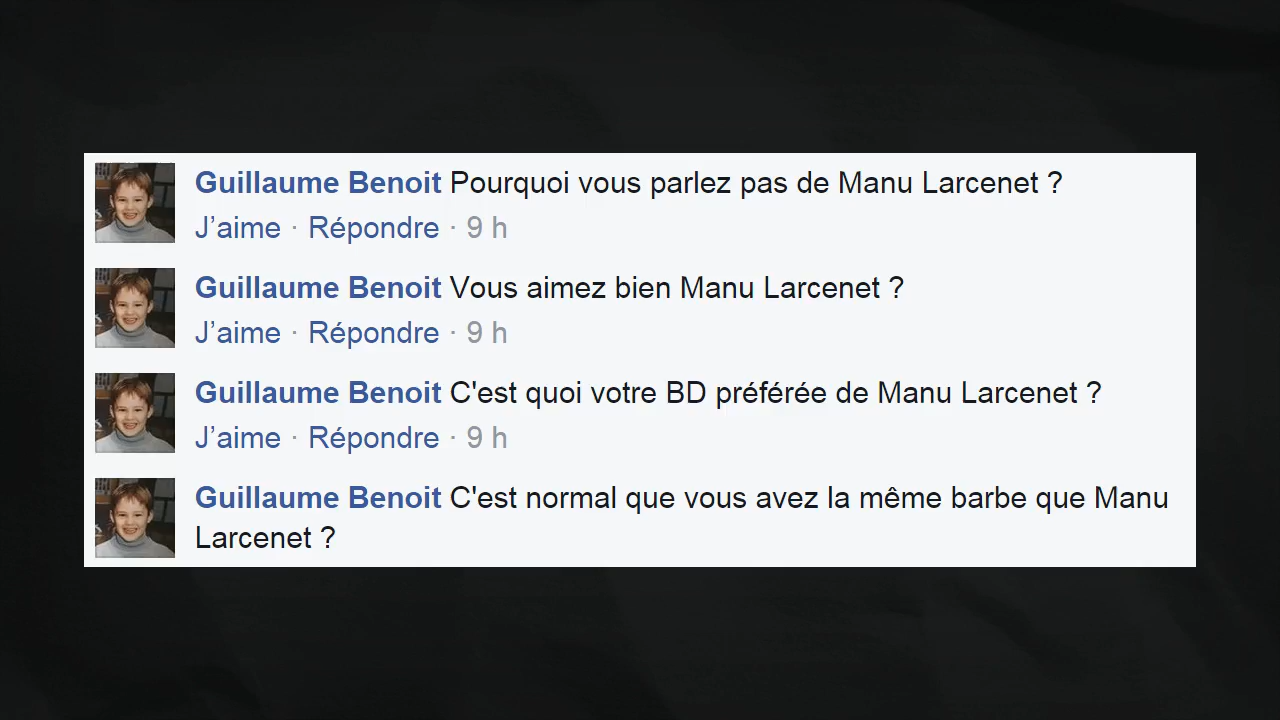 Guillaume Benoit Pourquoi vous parlez pas de Manu Larcenet ?
J’aime · Répondre · 9 h
Guillaume Benoit Vous aimez bien Manu Larcenet ?
J’aime · Répondre · 9 h
Guillaume Benoit C'est quoi votre BD préférée de Manu Larcenet ?
J’aime · Répondre · 9 h
Guillaume Benoit C'est normal que vous avez la même barbe que Manu
Larcenet ?